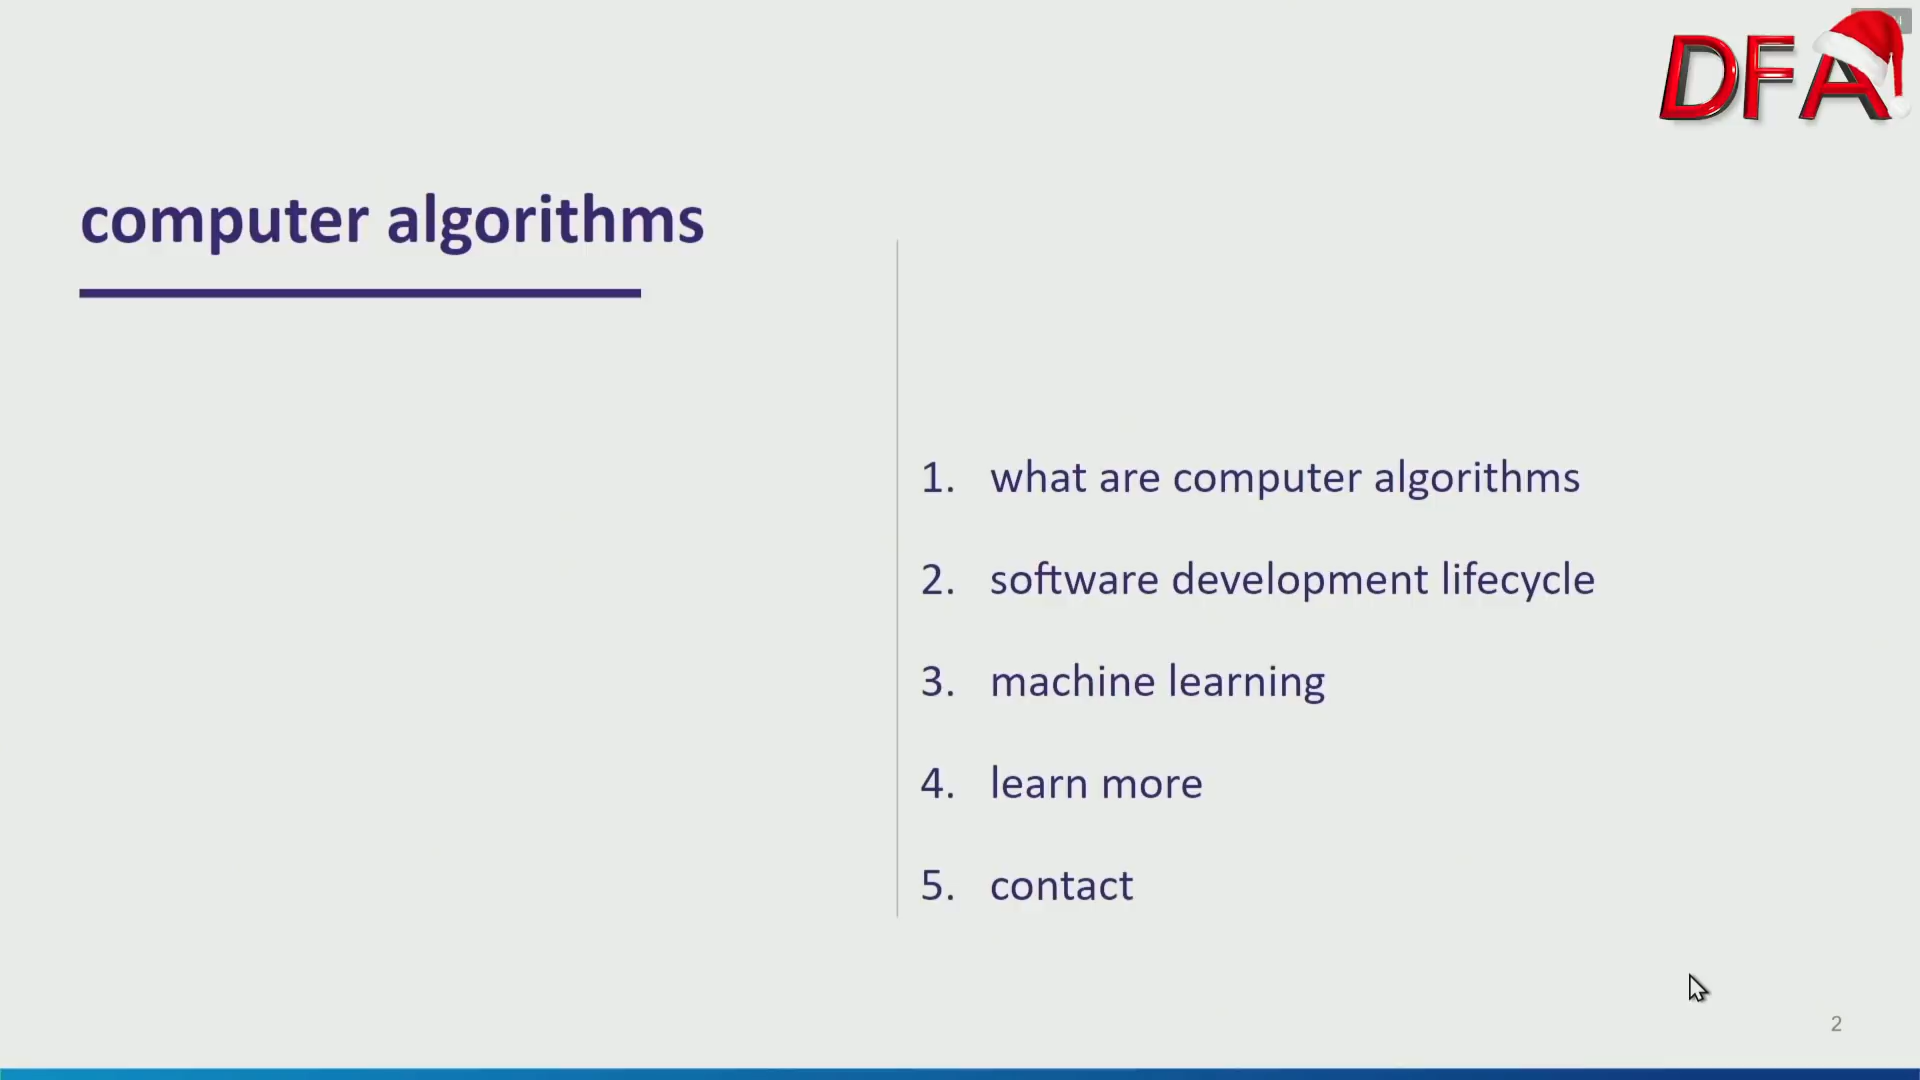 DFA
computer algorithms
1. what are computer algorithms
2. software development lifecycle
3. machine learning
4. learn more
5. contact
2